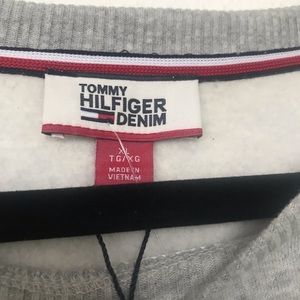 TOMMY
HILFIGER
DENIM
XL
TG/XG
MADE IN
VIETNAM